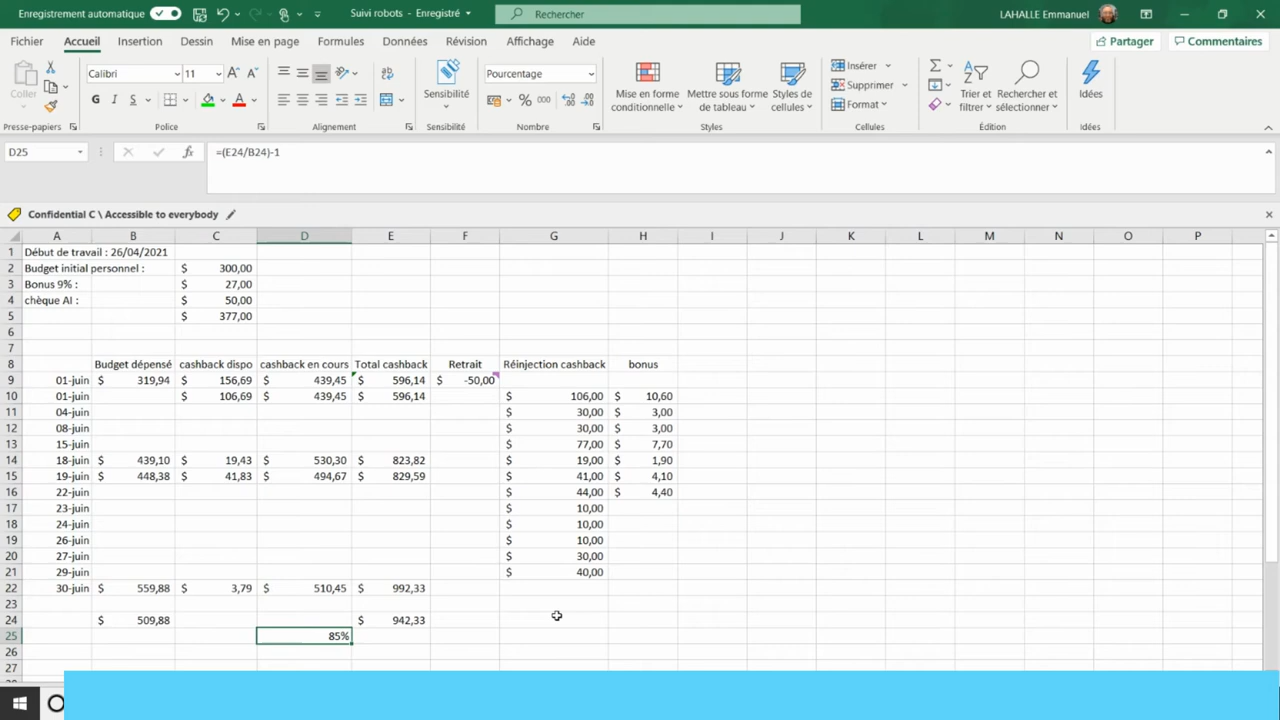 Enregistrement automatique Suivi robots - Enregistré Rechercher LAHALLE Emmanuel
Fichier Accueil Insertion Dessin Mise en page Formules Données Révision Affichage Aide Partager Commentaires
Coller Calibri 11 Sensibilité Pourcentage Mise en forme conditionnelle Mettre sous forme de tableau Styles de cellules Insérer Supprimer Format Trier et filtrer Rechercher et sélectionner Idées
G I S % 000
Presse-papiers Police Alignement Sensibilité Nombre Styles Cellules Édition Idées
D25 fx =(E24/B24)-1
Confidential C \ Accessible to everybody
A B C D E F G H I J K L M N O P
1 Début de travail : 26/04/2021
2 Budget initial personnel : $ 300,00
3 Bonus 9% : $ 27,00
4 chèque AI : $ 50,00
5 $ 377,00
6
7
8 Budget dépensé cashback dispo cashback en cours Total cashback Retrait Réinjection cashback bonus
9 01-juin $ 319,94 $ 156,69 $ 439,45 $ 596,14 $ -50,00
10 01-juin $ 106,69 $ 439,45 $ 596,14 $ 106,00 $ 10,60
11 04-juin $ 30,00 $ 3,00
12 08-juin $ 30,00 $ 3,00
13 15-juin $ 77,00 $ 7,70
14 18-juin $ 439,10 $ 19,43 $ 530,30 $ 823,82 $ 19,00 $ 1,90
15 19-juin $ 448,38 $ 41,83 $ 494,67 $ 829,59 $ 41,00 $ 4,10
16 22-juin $ 44,00 $ 4,40
17 23-juin $ 10,00
18 24-juin $ 10,00
19 26-juin $ 10,00
20 27-juin $ 30,00
21 29-juin $ 40,00
22 30-juin $ 559,88 $ 3,79 $ 510,45 $ 992,33
23
24 $ 509,88 $ 942,33
25 85%
26
27